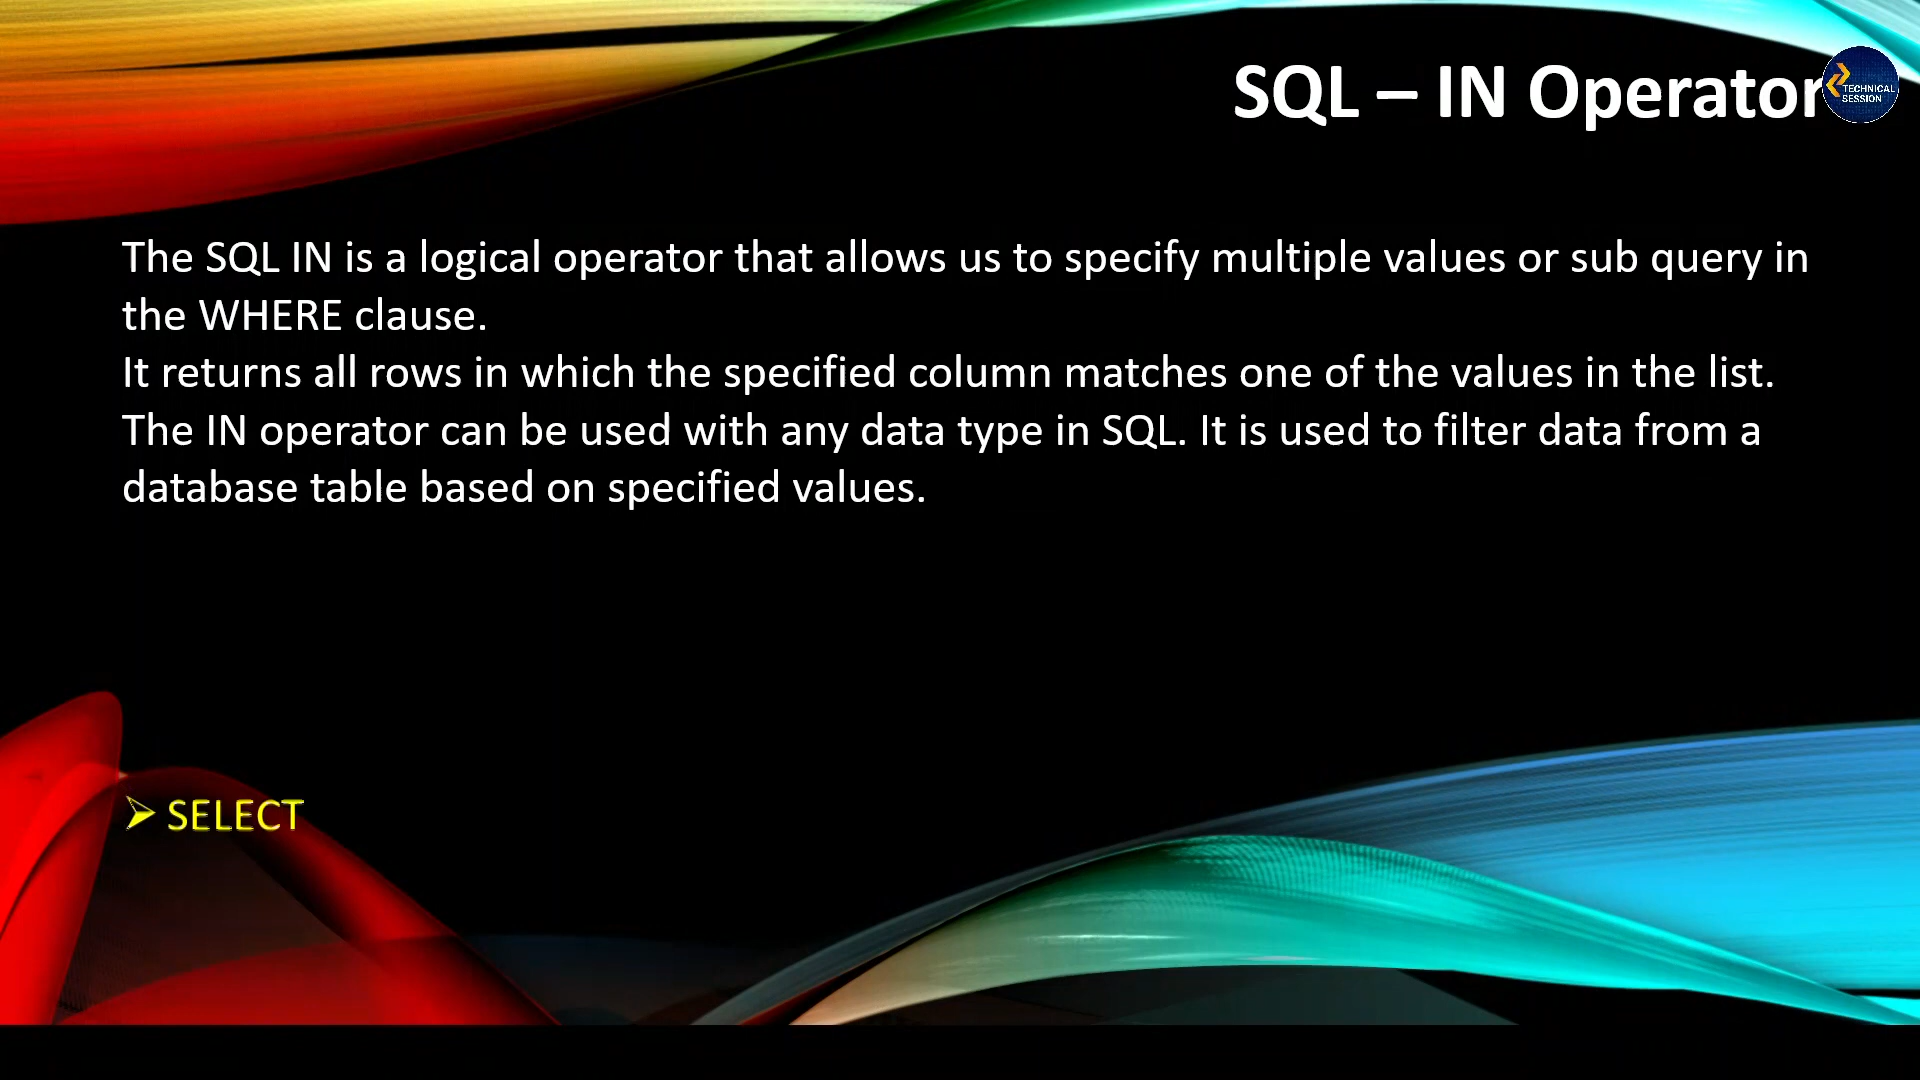 SQL – IN Operator
TECHNICAL
SESSION
The SQL IN is a logical operator that allows us to specify multiple values or sub query in
the WHERE clause.
It returns all rows in which the specified column matches one of the values in the list.
The IN operator can be used with any data type in SQL. It is used to filter data from a
database table based on specified values.
SELECT